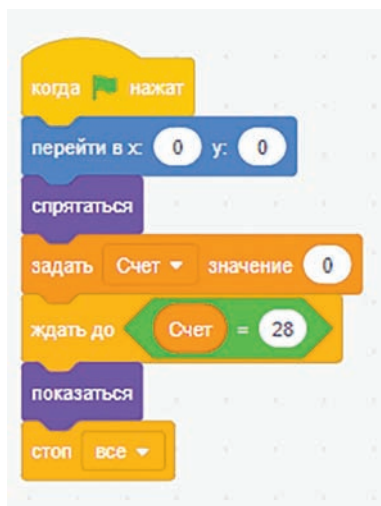 когда нажат
перейти в x: 0 y: 0
спрятаться
задать Счет значение 0
ждать до Счет = 28
показаться
стоп все